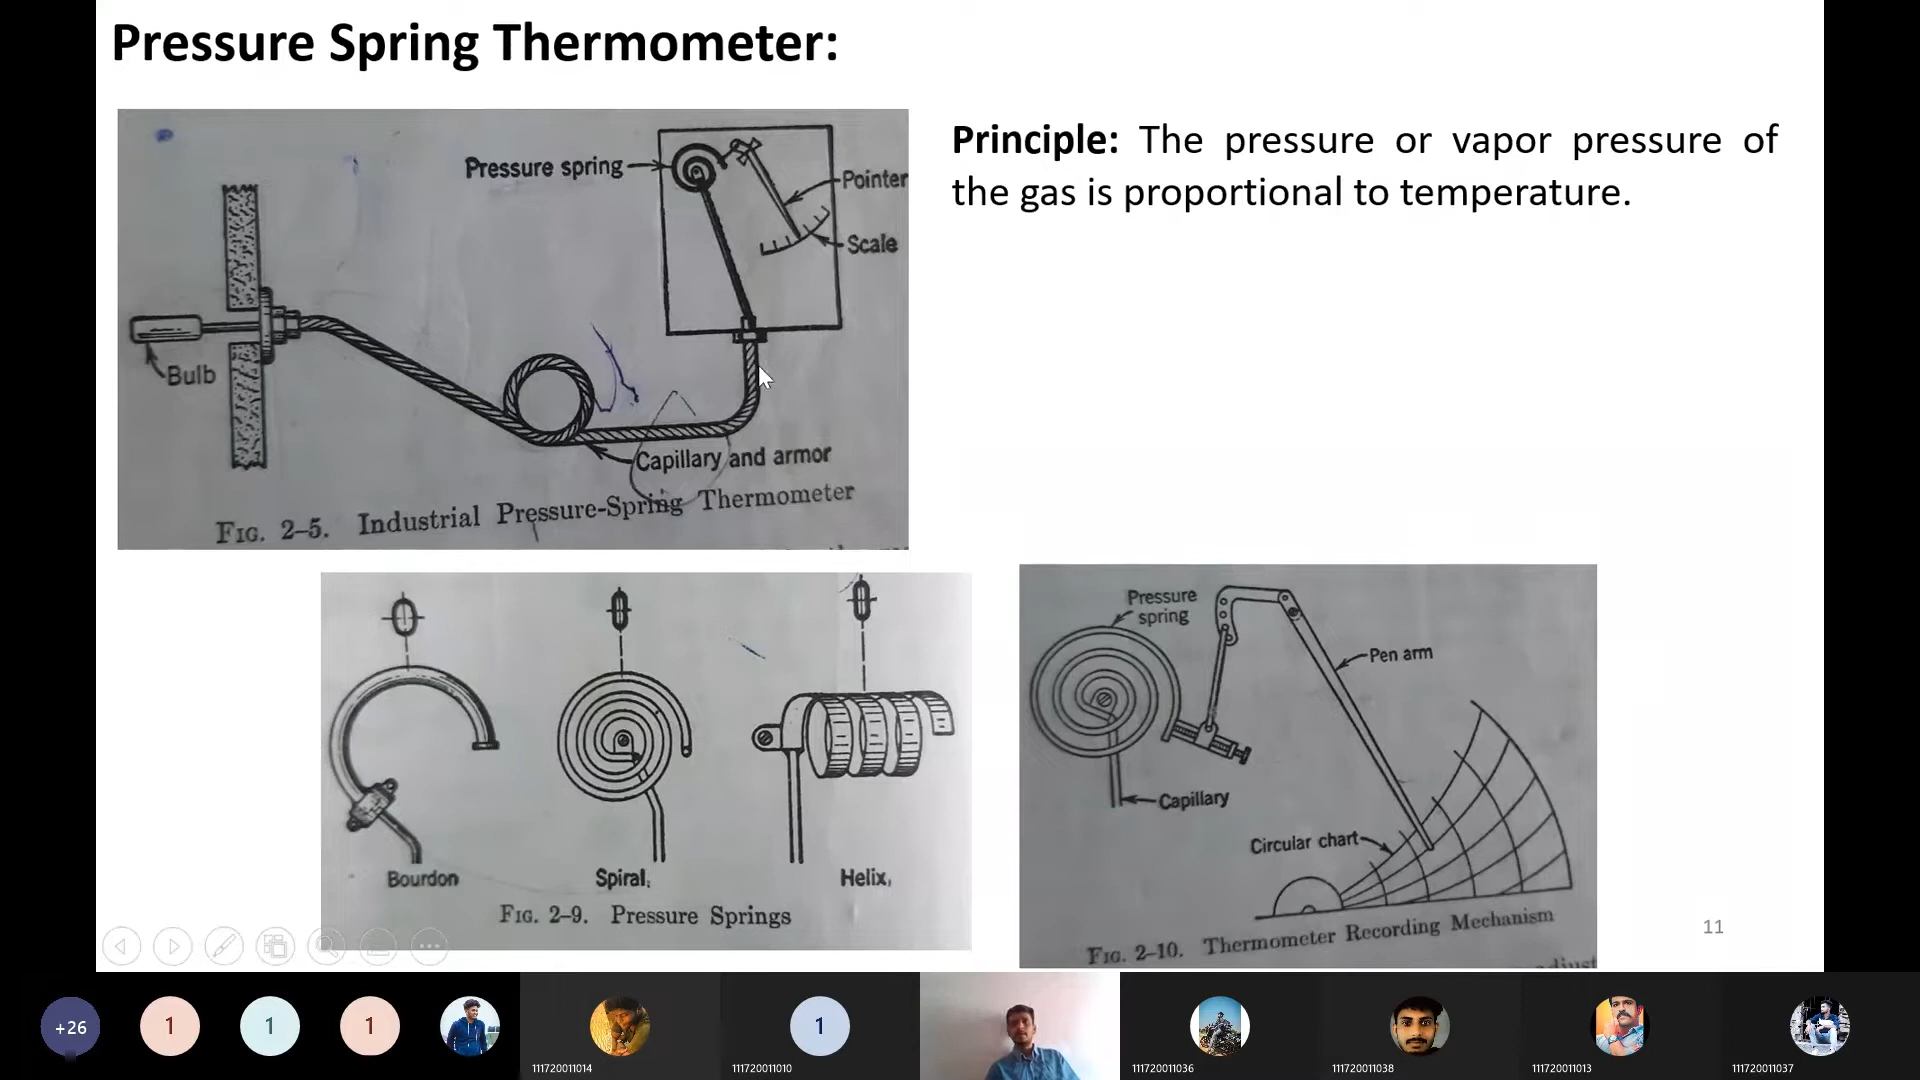 Pressure Spring Thermometer:
Pressure spring
Pointer
Scale
Bulb
Capillary and armor
FIG. 2-5. Industrial Pressure-Spring Thermometer
Principle: The pressure or vapor pressure of
the gas is proportional to temperature.
Bourdon
Spiral.
Helix,
FIG. 2-9. Pressure Springs
Pressure
spring
Pen arm
Capillary
Circular chart
FIG. 2-10. Thermometer Recording Mechanism
11
+26
1
1
1
111720011014
1
111720011010
111720011036
111720011038
111720011013
111720011037